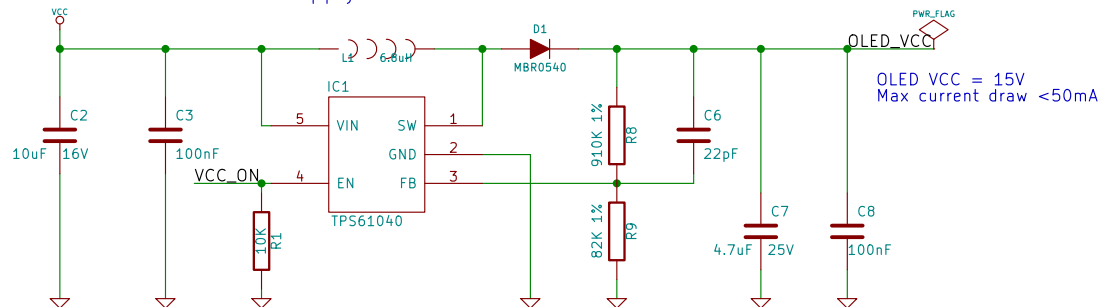 VCC
PWR_FLAG
D1
OLED_VCC
L1 6.8uH
MBR0540
OLED VCC = 15V
Max current draw <50mA
IC1
C2
C3
5 VIN SW 1
910K 1%
R8
C6
10uF 16V
100nF
GND 2
22pF
VCC_ON
4 EN FB 3
TPS61040
10K
R1
82K 1%
R9
C7
C8
4.7uF 25V
100nF